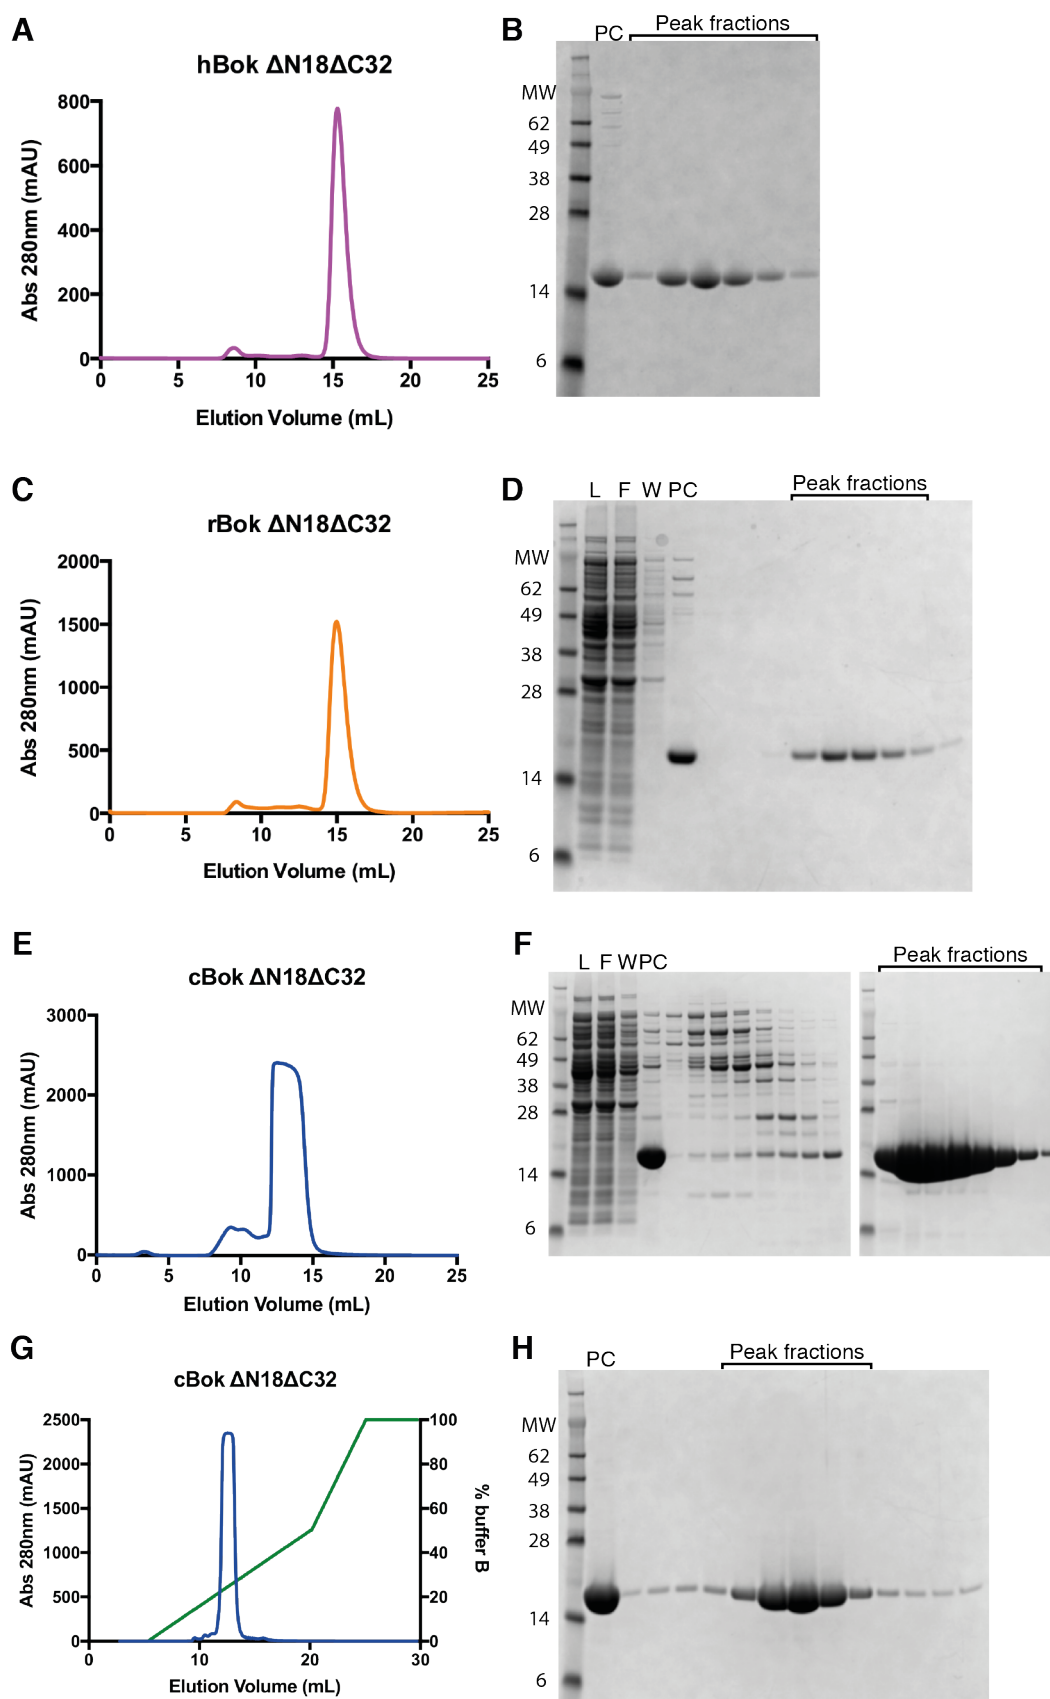 A
hBok ΔN18ΔC32
Abs 280nm (mAU)
800
600
400
200
0
0 5 10 15 20 25
Elution Volume (mL)
B
PC Peak fractions
MW
62
49
38
28
14
6
C
rBok ΔN18ΔC32
Abs 280nm (mAU)
2000
1500
1000
500
0
0 5 10 15 20 25
Elution Volume (mL)
D
L F W PC Peak fractions
MW
62
49
38
28
14
6
E
cBok ΔN18ΔC32
Abs 280nm (mAU)
3000
2000
1000
0
0 5 10 15 20 25
Elution Volume (mL)
F
L F W PC Peak fractions
MW
62
49
38
28
14
6
G
cBok ΔN18ΔC32
Abs 280nm (mAU)
2500
2000
1500
1000
500
0
100
80
60
40
20
0
% buffer B
0 10 20 30
Elution Volume (mL)
H
PC Peak fractions
MW
62
49
38
28
14
6